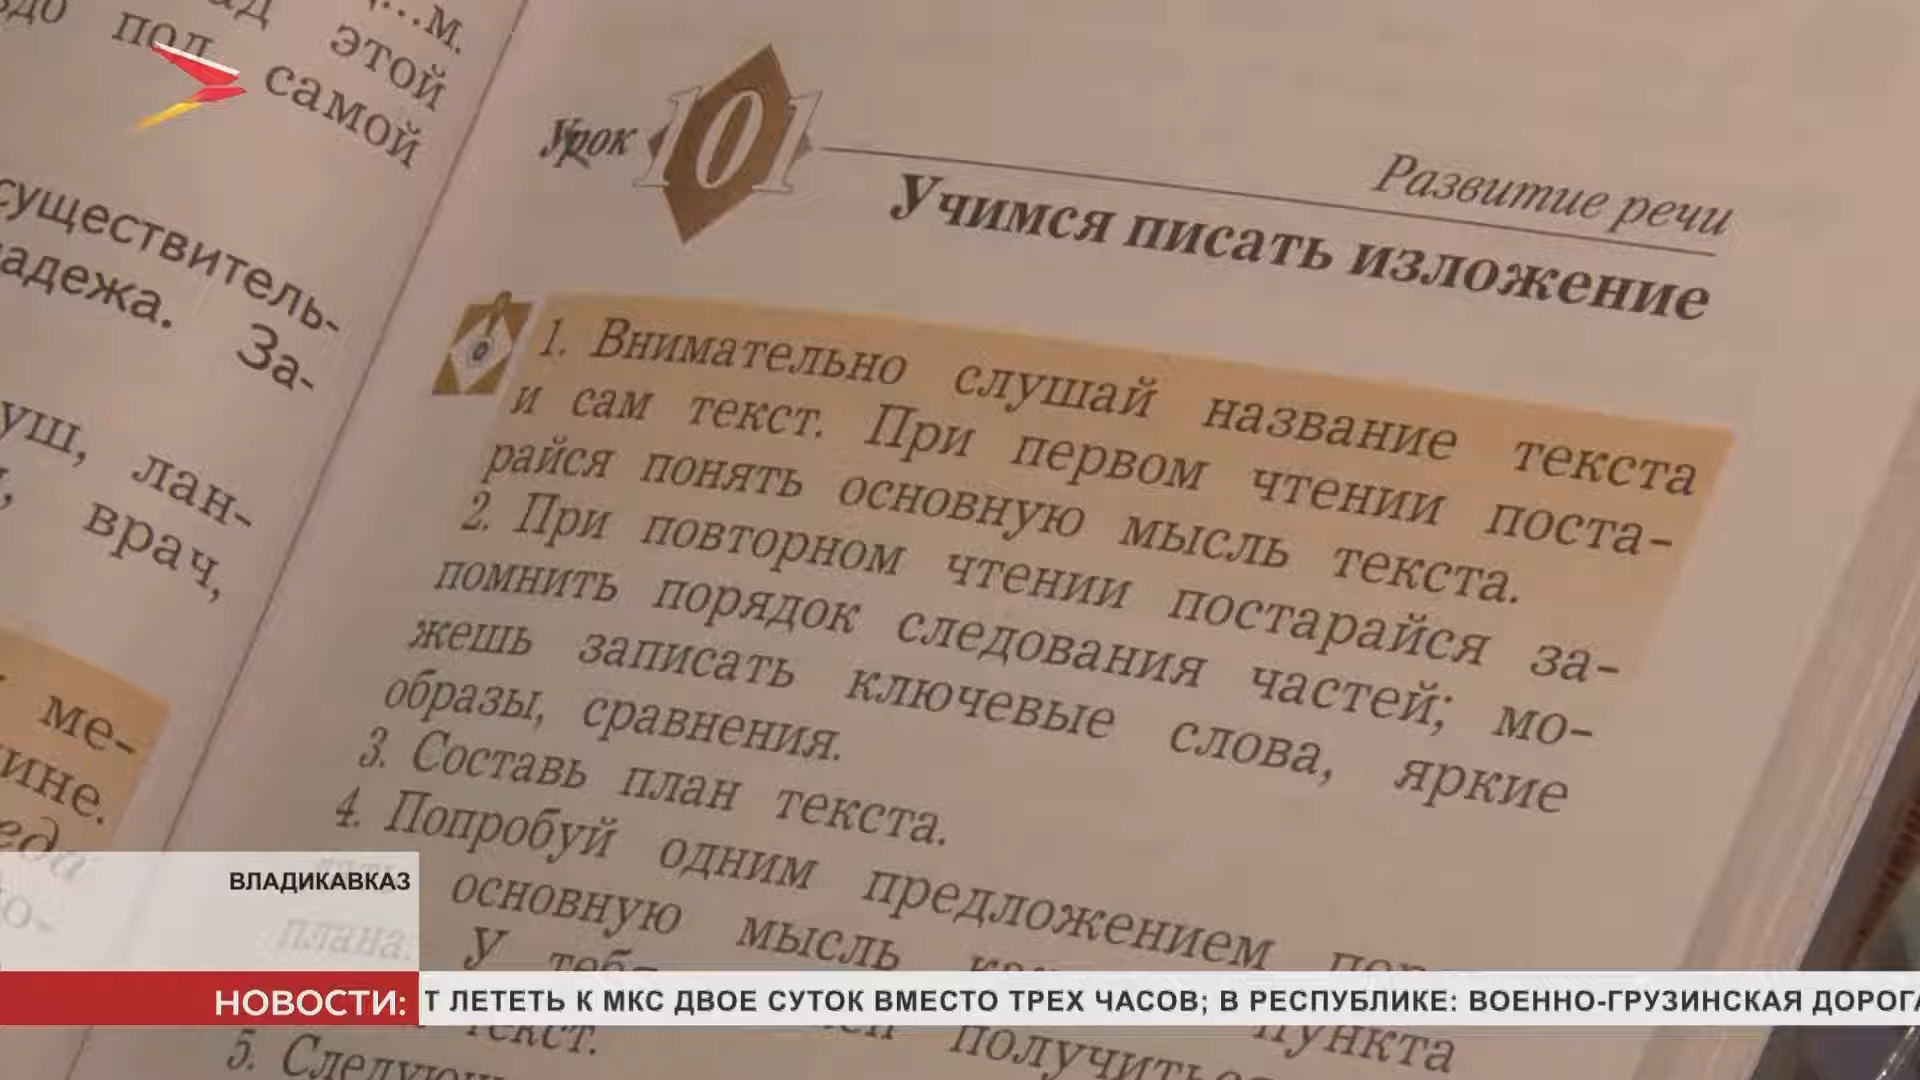 м.
этой
под самой
существитель-
адежа. За-
уш, лан-
врач,
ме-
ине.
Урок 101
Развитие речи
Учимся писать изложение
1. Внимательно слушай название текста
и сам текст. При первом чтении поста-
райся понять основную мысль текста.
2. При повторном чтении постарайся за-
помнить порядок следования частей; мо-
жешь записать ключевые слова, яркие
образы, сравнения.
3. Составь план текста.
4. Попробуй одним предложением
основную мысль
пункта
плана.
У получиться
текст.
5.
ВЛАДИКАВКАЗ
НОВОСТИ: Т ЛЕТЕТЬ К МКС ДВОЕ СУТОК ВМЕСТО ТРЕХ ЧАСОВ; В РЕСПУБЛИКЕ: ВОЕННО-ГРУЗИНСКАЯ ДОРОГА